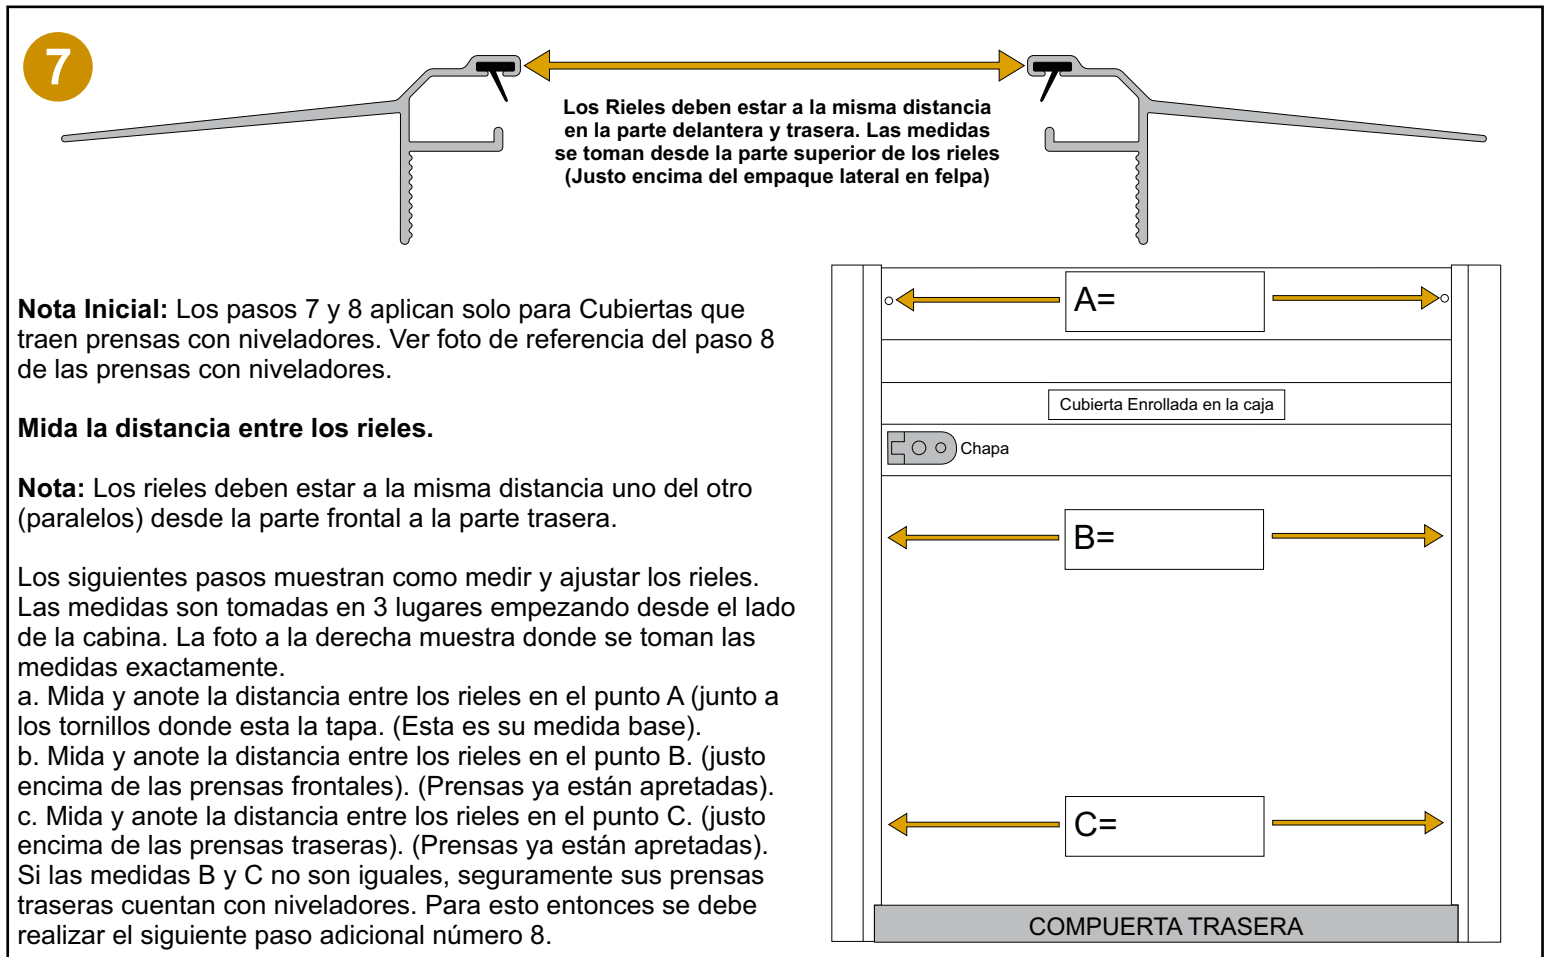 7
Los Rieles deben estar a la misma distancia
en la parte delantera y trasera. Las medidas
se toman desde la parte superior de los rieles
(Justo encima del empaque lateral en felpa)
Nota Inicial: Los pasos 7 y 8 aplican solo para Cubiertas que
traen prensas con niveladores. Ver foto de referencia del paso 8
de las prensas con niveladores.
Mida la distancia entre los rieles.
Nota: Los rieles deben estar a la misma distancia uno del otro
(paralelos) desde la parte frontal a la parte trasera.
Los siguientes pasos muestran como medir y ajustar los rieles.
Las medidas son tomadas en 3 lugares empezando desde el lado
de la cabina. La foto a la derecha muestra donde se toman las
medidas exactamente.
a. Mida y anote la distancia entre los rieles en el punto A (junto a
los tornillos donde esta la tapa. (Esta es su medida base).
b. Mida y anote la distancia entre los rieles en el punto B. (justo
encima de las prensas frontales). (Prensas ya están apretadas).
c. Mida y anote la distancia entre los rieles en el punto C. (justo
encima de las prensas traseras). (Prensas ya están apretadas).
Si las medidas B y C no son iguales, seguramente sus prensas
traseras cuentan con niveladores. Para esto entonces se debe
realizar el siguiente paso adicional número 8.
A=
Cubierta Enrollada en la caja
Chapa
B=
C=
COMPUERTA TRASERA